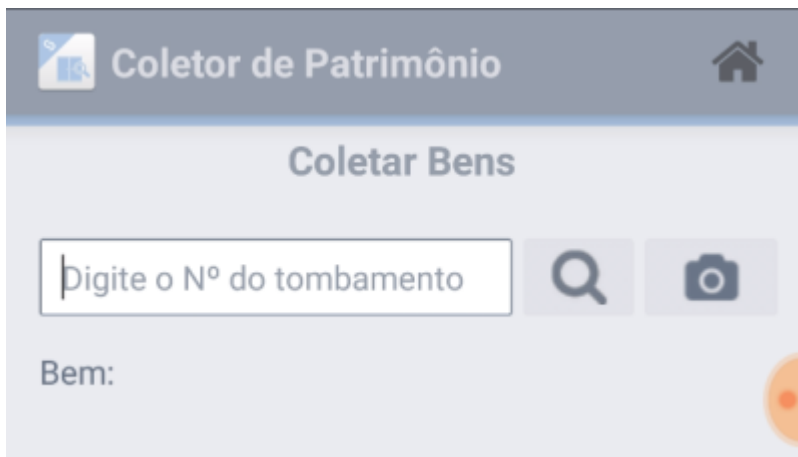 Coletor de Patrimônio
Coletar Bens
Digite o Nº do tombamento
Bem: